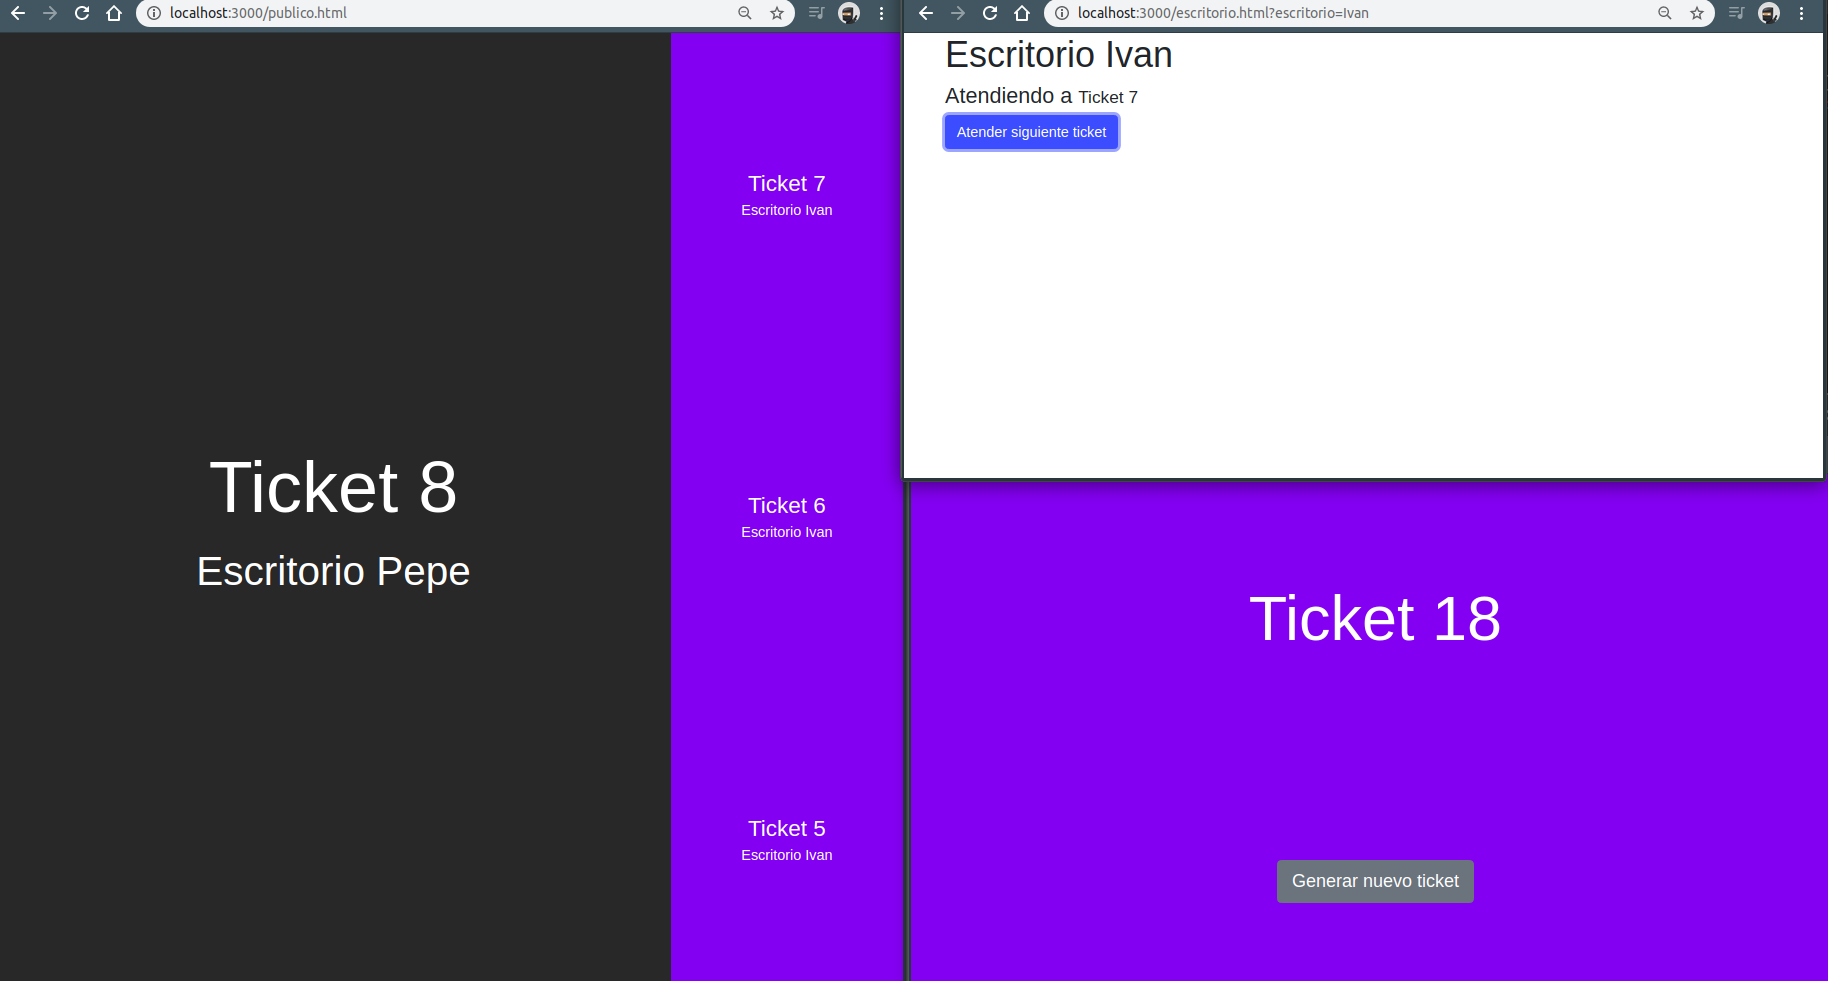 localhost:3000/publico.html
Ticket 8
Escritorio Pepe
Ticket 7
Escritorio Ivan
Ticket 6
Escritorio Ivan
Ticket 5
Escritorio Ivan
localhost:3000/escritorio.html?escritorio=Ivan
Escritorio Ivan
Atendiendo a Ticket 7
Atender siguiente ticket
Ticket 18
Generar nuevo ticket